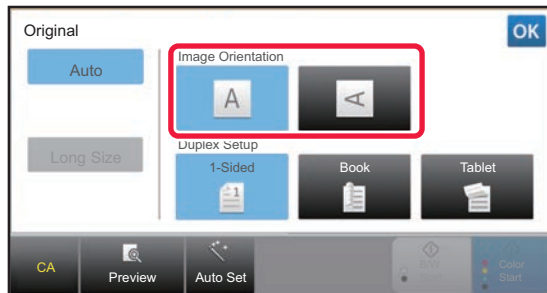 Original
OK
Image Orientation
Auto
A
A
Duplex Setup
Long Size
1-Sided
Book
Tablet
1
CA
Preview
Auto Set
B/W
Color
Start